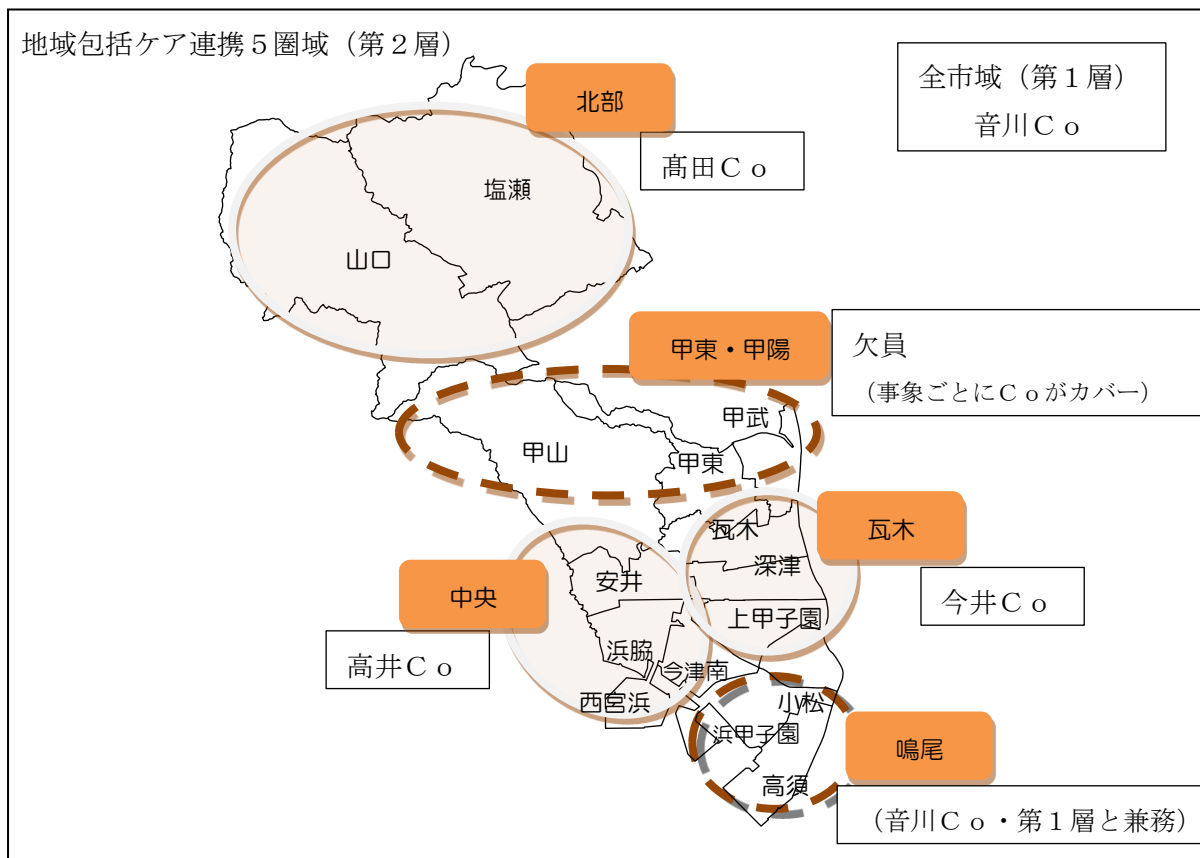 地域包括ケア連携５圏域（第２層）
全市域（第１層）
音川Ｃｏ
北部
髙田Ｃｏ
塩瀬
山口
甲東・甲陽
欠員
（事象ごとにＣｏがカバー）
甲武
甲山
甲東
瓦木
瓦木
深津
安井
中央
今井Ｃｏ
上甲子園
浜脇
高井Ｃｏ
今津南
西宮浜
小松
浜甲子園
鳴尾
高須
（音川Ｃｏ・第１層と兼務）